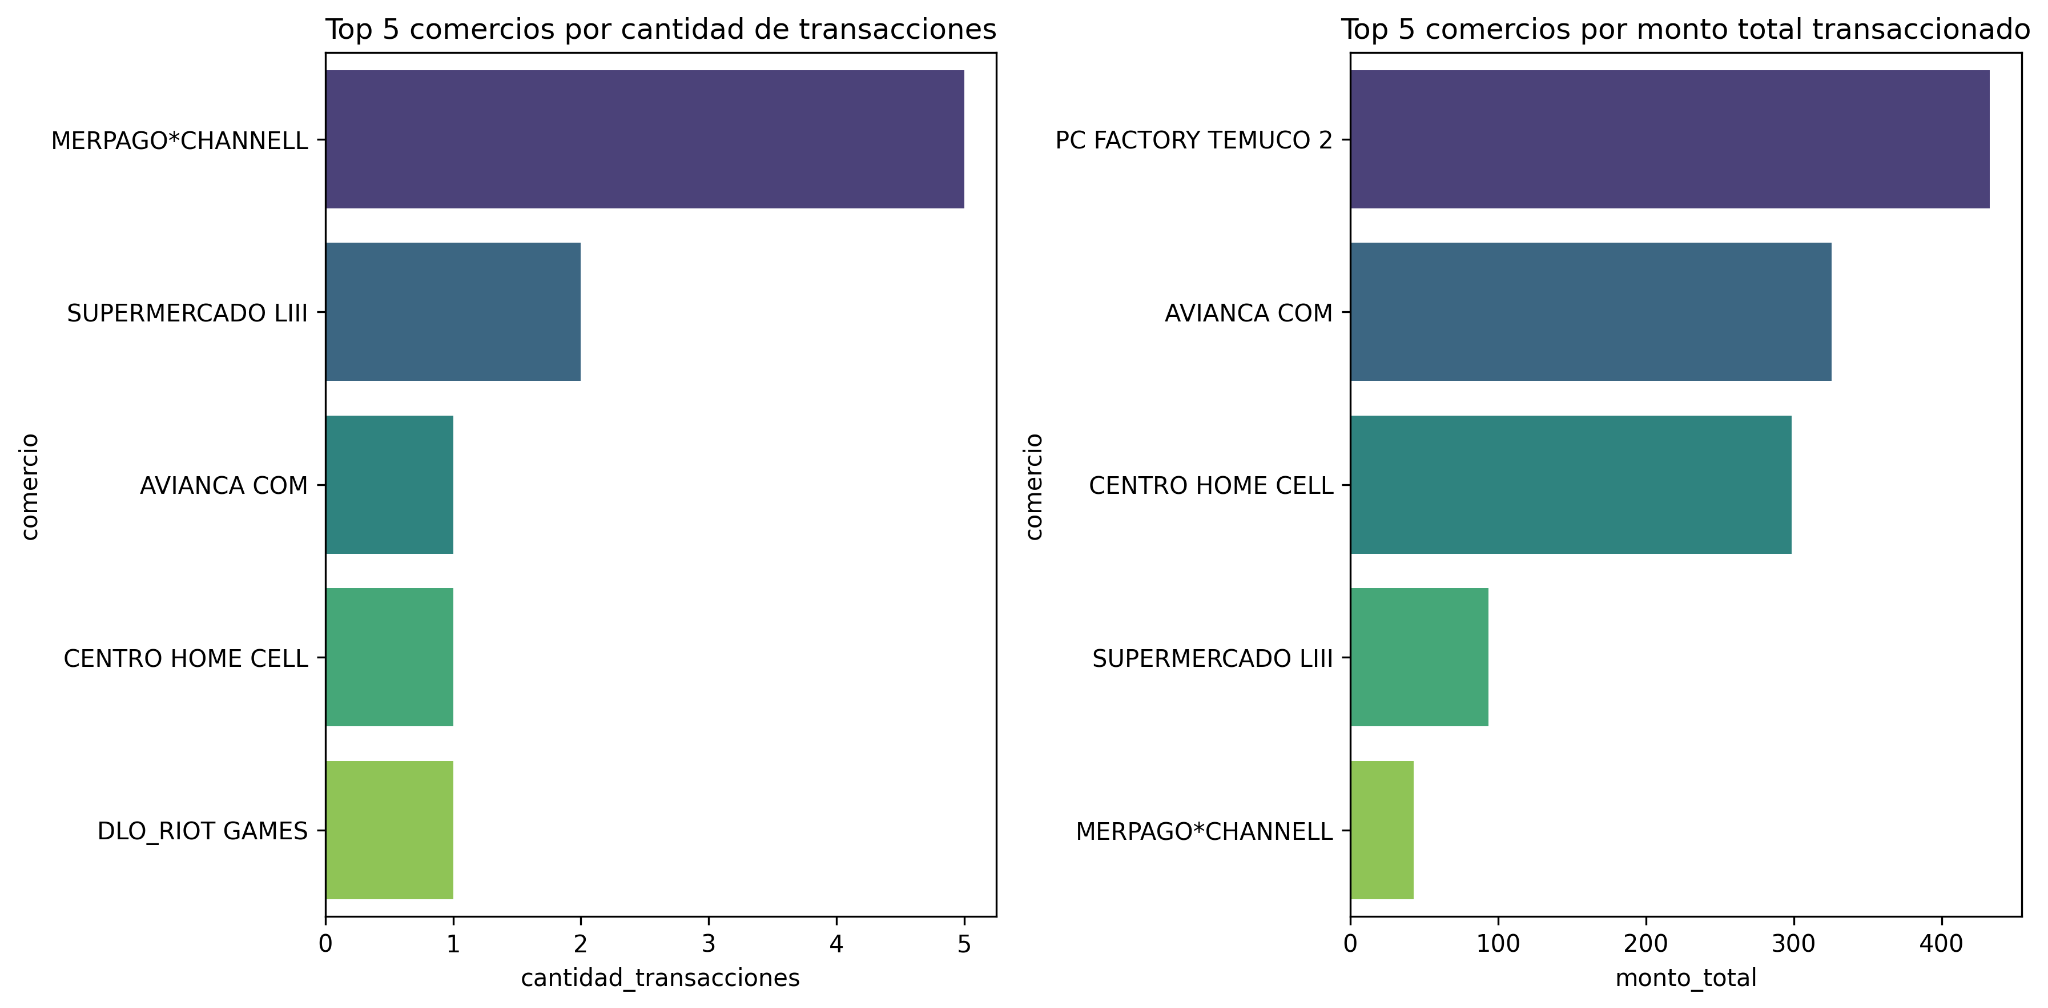 Top 5 comercios por cantidad de transacciones
comercio
MERPAGO*CHANNELL
SUPERMERCADO LIII
AVIANCA COM
CENTRO HOME CELL
DLO_RIOT GAMES
0 1 2 3 4 5
cantidad_transacciones
Top 5 comercios por monto total transaccionado
comercio
PC FACTORY TEMUCO 2
AVIANCA COM
CENTRO HOME CELL
SUPERMERCADO LIII
MERPAGO*CHANNELL
0 100 200 300 400
monto_total